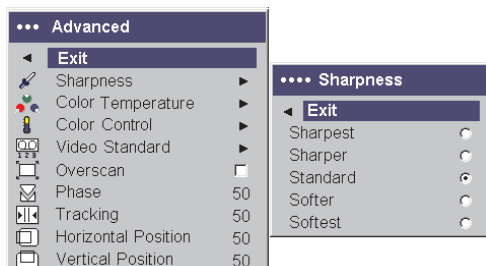 •••  Advanced
Exit
Sharpness
Color Temperature
Color Control
Video Standard
Overscan
Phase 50
Tracking 50
Horizontal Position 50
Vertical Position 50
•••• Sharpness
Exit
Sharpest
Sharper
Standard
Softer
Softest